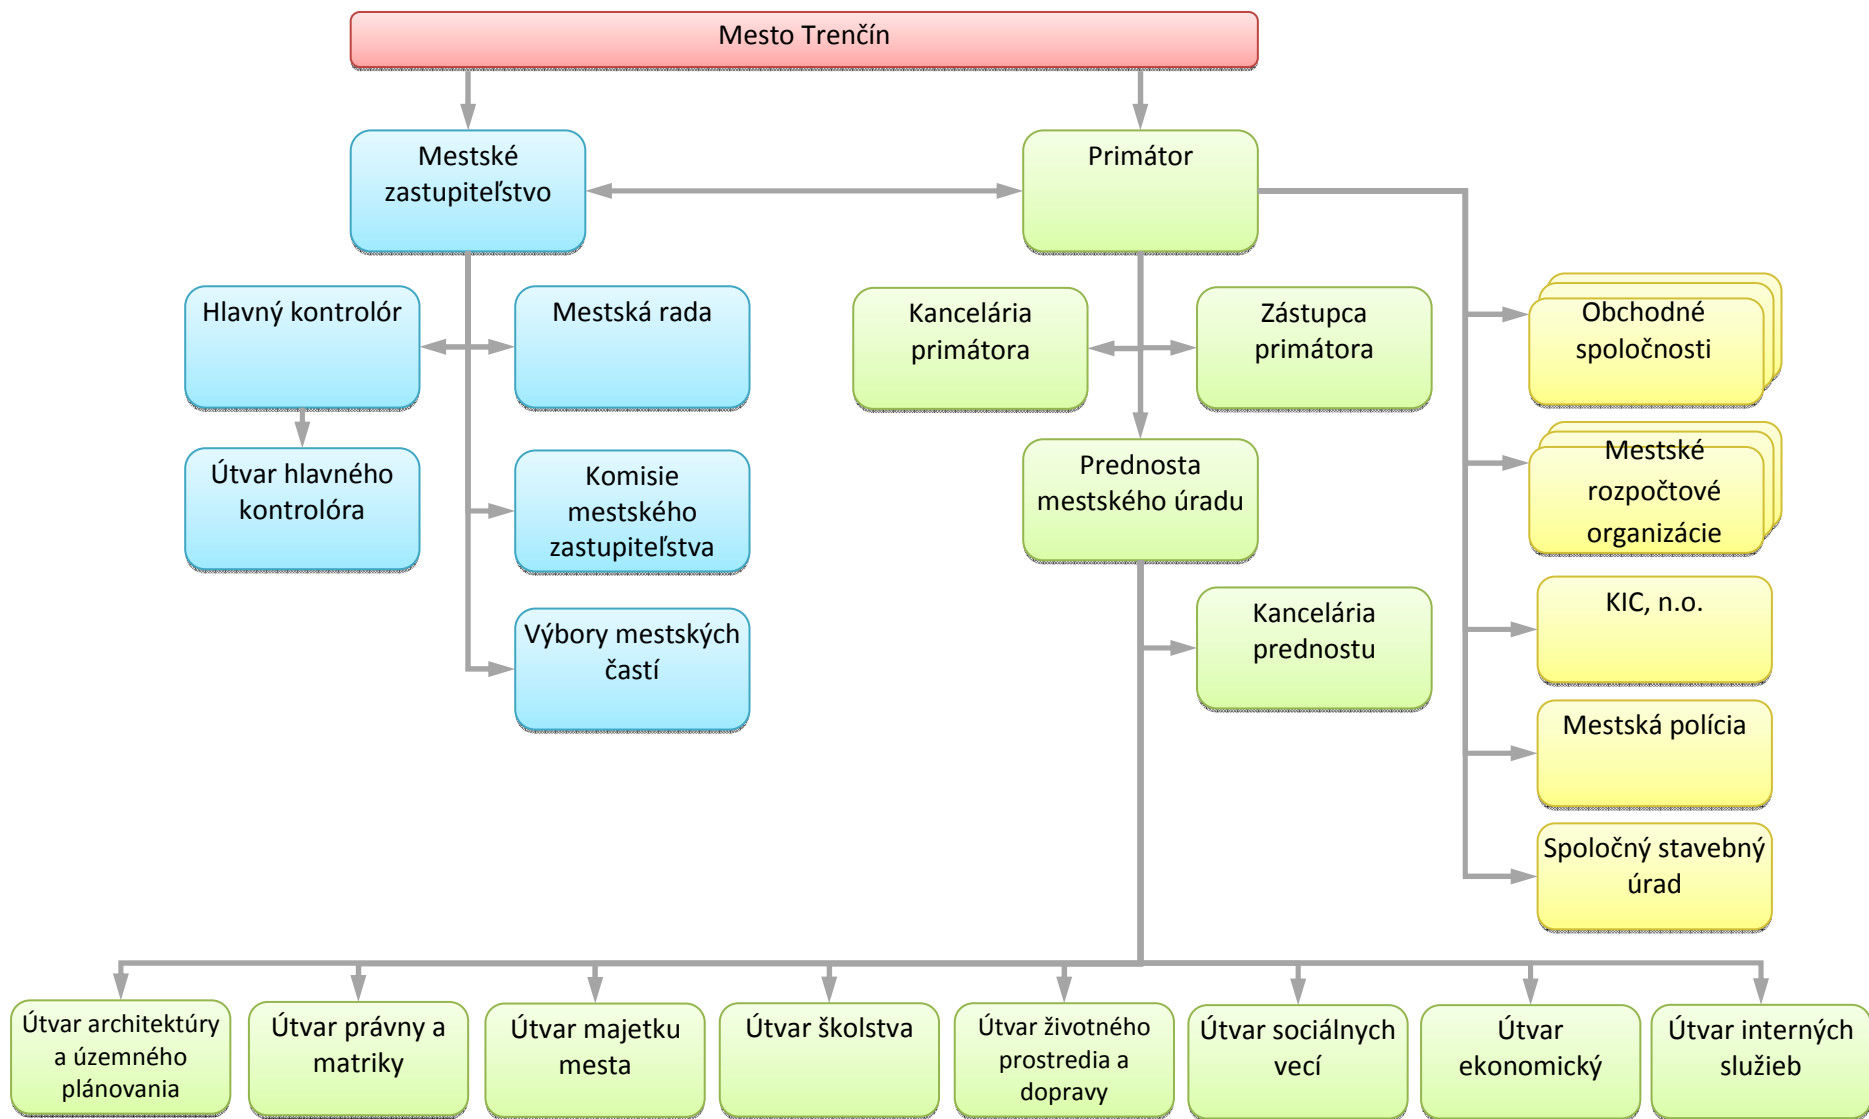 Mesto Trenčín
Mestské
zastupiteľstvo
Primátor
Hlavný kontrolór
Mestská rada
Kancelária
primátora
Zástupca
primátora
Obchodné
spoločnosti
Útvar hlavného
kontrolóra
Komisie
mestského
zastupiteľstva
Prednosta
mestského úradu
Mestské
rozpočtové
organizácie
Výbory mestských
častí
Kancelária
prednostu
KIC, n.o.
Mestská polícia
Spoločný stavebný
úrad
Útvar architektúry
a územného
plánovania
Útvar právny a
matriky
Útvar majetku
mesta
Útvar školstva
Útvar životného
prostredia a
dopravy
Útvar sociálnych
vecí
Útvar
ekonomický
Útvar interných
služieb